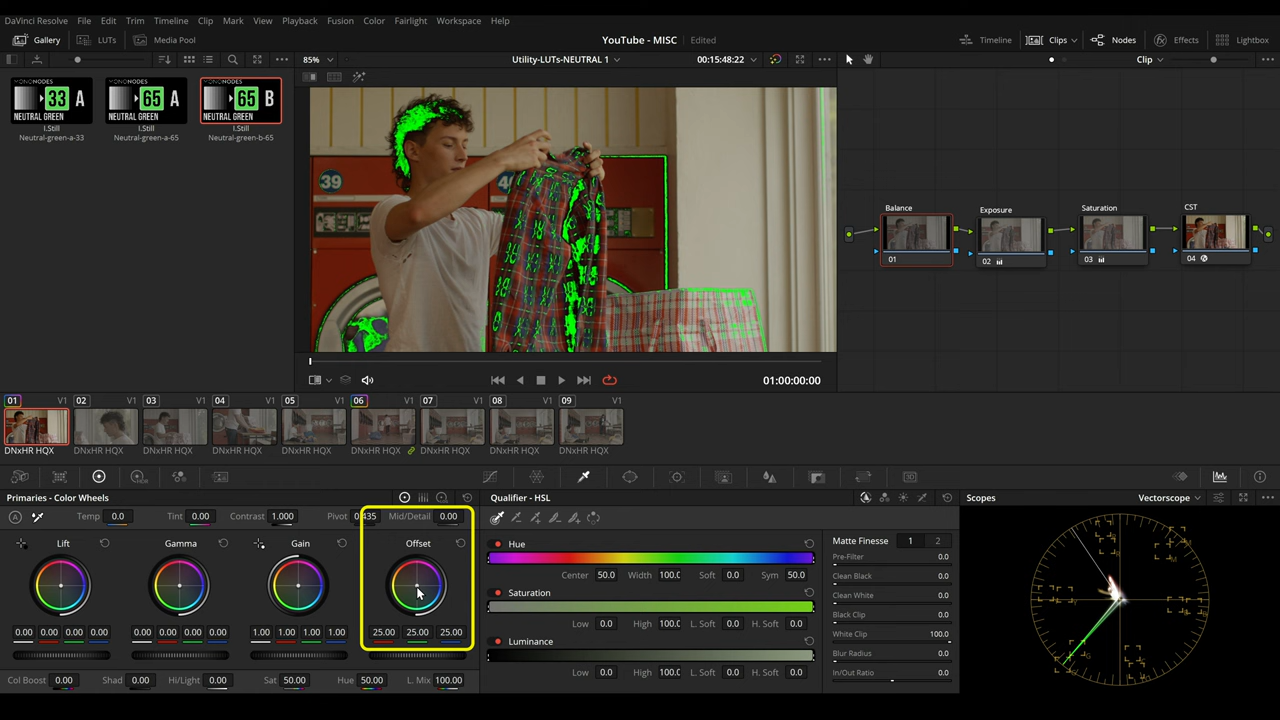 DaVinci Resolve File Edit Trim Timeline Clip Mark View Playback Fusion Color Fairlight Workspace Help
Gallery LUTs Media Pool YouTube - MISC Edited Timeline Clips Nodes Effects Lightbox
85% Utility-LUTs-NEUTRAL 1 00:15:48:22 Clip
MONONODES 33 A NEUTRAL GREEN
MONONODES 65 A NEUTRAL GREEN
MONONODES 65 B NEUTRAL GREEN
I.Still I.Still I.Still
Neutral-green-a-33 Neutral-green-a-65 Neutral-green-b-65
39
Balance Exposure Saturation CST
01 02 03 04
01:00:00:00
01 V1 02 V1 03 V1 04 V1 05 V1 06 V1 07 V1 08 V1 09 V1
DNxHR HQX DNxHR HQX DNxHR HQX DNxHR HQX DNxHR HQX DNxHR HQX DNxHR HQX DNxHR HQX DNxHR HQX
Primaries - Color Wheels
Temp 0.0 Tint 0.00 Contrast 1.000 Pivot 0.435 Mid/Detail 0.00
Lift Gamma Gain Offset
0.00 0.00 0.00 0.00 0.00 0.00 0.00 0.00 1.00 1.00 1.00 1.00 25.00 25.00 25.00
Col Boost 0.00 Shad 0.00 Hi/Light 0.00 Sat 50.00 Hue 50.00 L. Mix 100.00
Qualifier - HSL
Hue
Center 50.0 Width 100.0 Soft 0.0 Sym 50.0
Saturation
Low 0.0 High 100.0 L. Soft 0.0 H. Soft 0.0
Luminance
Low 0.0 High 100.0 L. Soft 0.0 H. Soft 0.0
Matte Finesse 1 2
Pre-Filter 0.0
Clean Black 0.0
Clean White 0.0
Black Clip 0.0
White Clip 100.0
Blur Radius 0.0
In/Out Ratio 0.0
Scopes Vectorscope